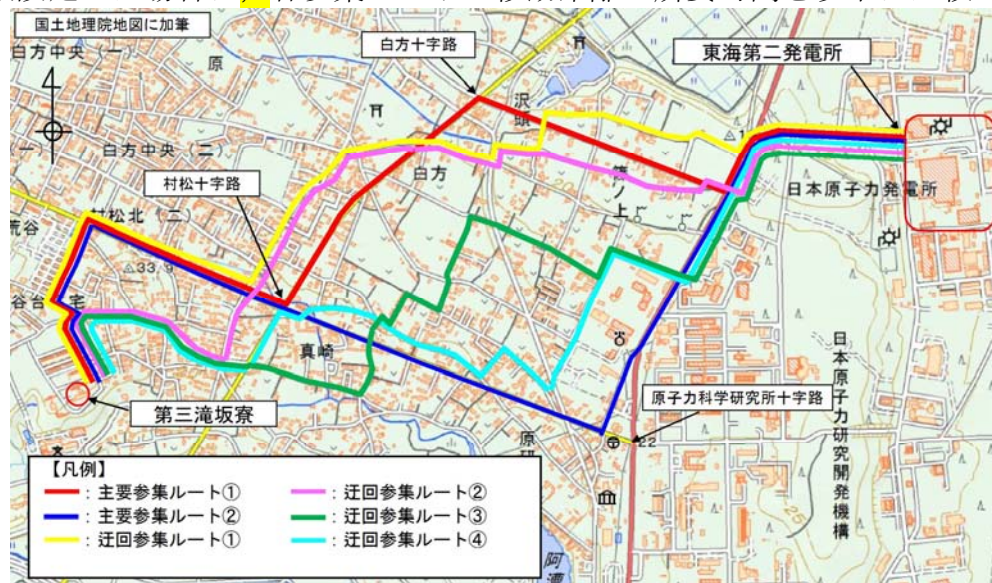 国土地理院地図に加筆
白方十字路
東海第二発電所
白方中央（一）
原
沢頭
白方中央（二）
白方
村松十字路
日本原子力発電所
村松北（二）
荒谷
33.9
真崎
第三滝坂寮
原子力科学研究所十字路
22
日本原子力研究開発機構
25
阿漕
【凡例】
：主要参集ルート①
：迂回参集ルート②
：主要参集ルート②
：迂回参集ルート③
：迂回参集ルート①
：迂回参集ルート④